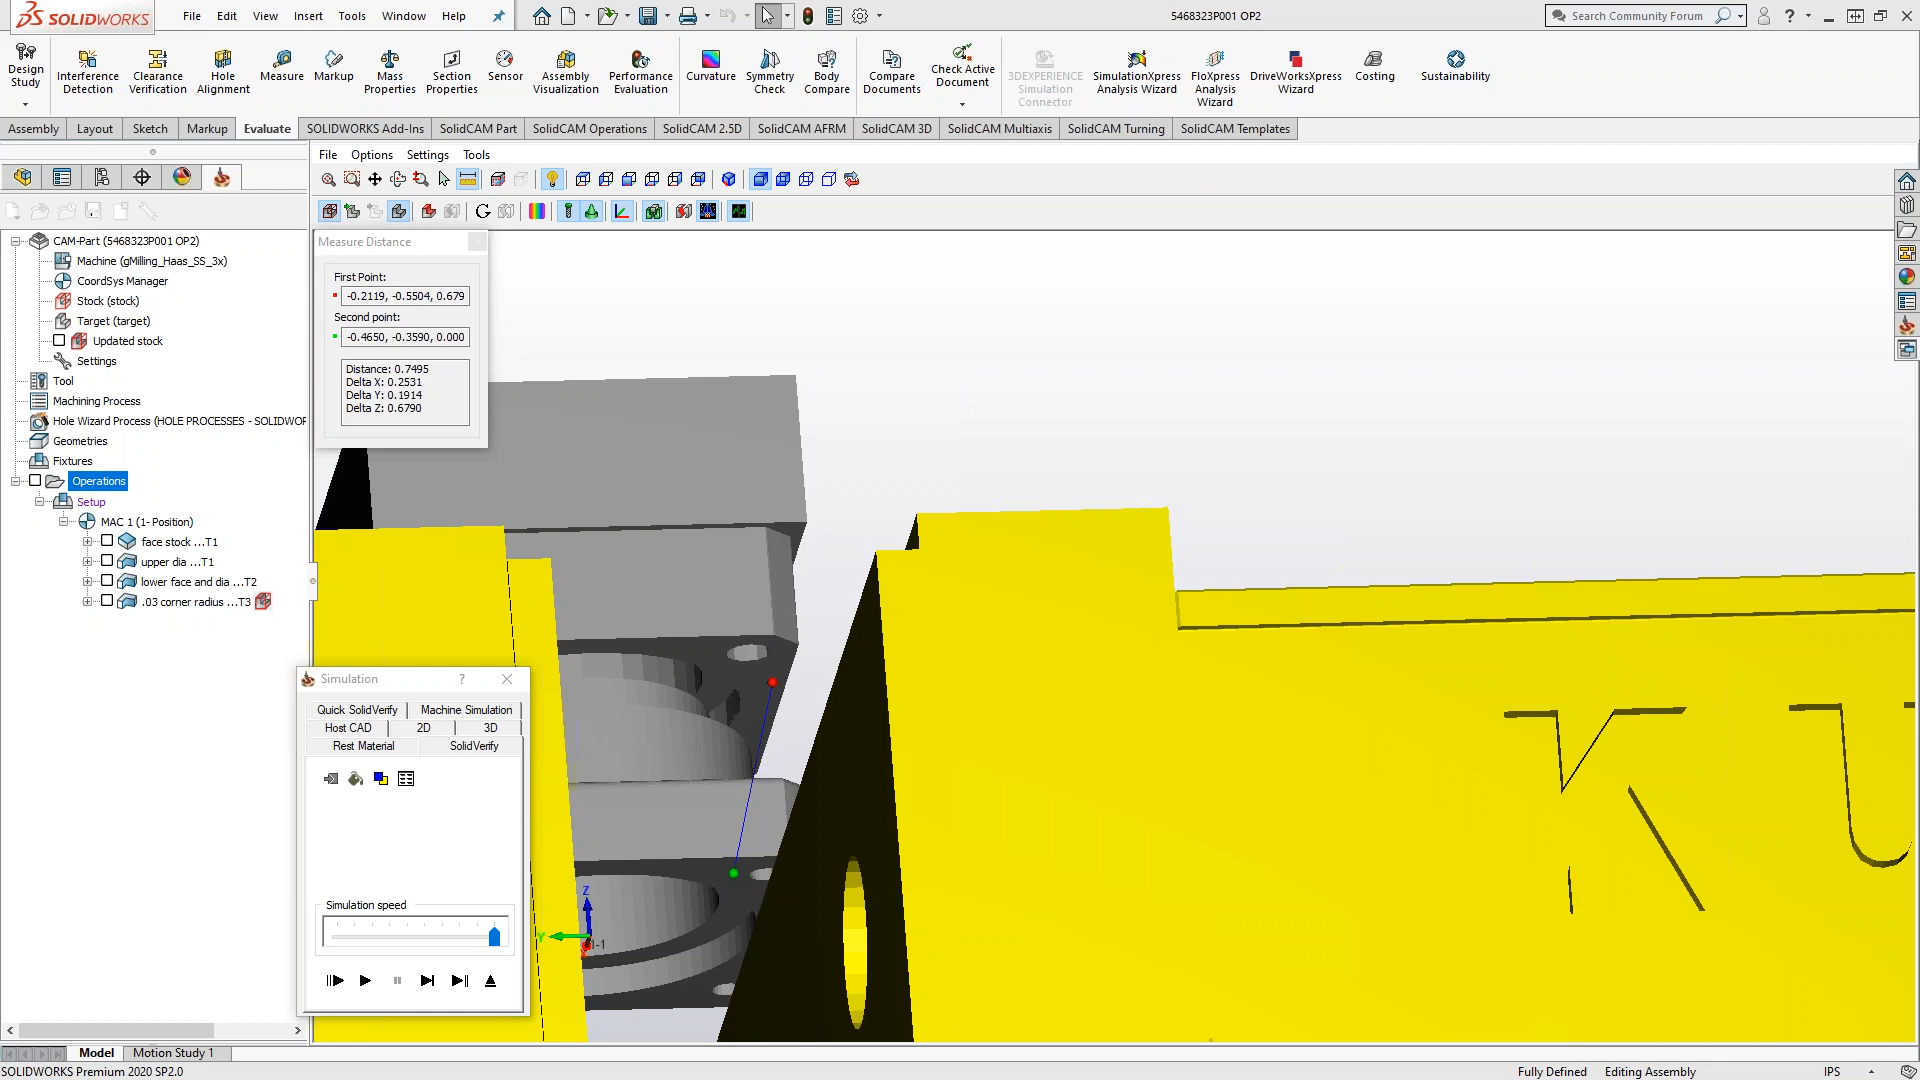 SOLIDWORKS
File Edit View Insert Tools Window Help
5468323P001 OP2
Search Community Forum
?
Design Study
Interference Detection
Clearance Verification
Hole Alignment
Measure
Markup
Mass Properties
Section Properties
Sensor
Assembly Visualization
Performance Evaluation
Curvature
Symmetry Check
Body Compare
Compare Documents
Check Active Document
3DEXPERIENCE Simulation Connector
SimulationXpress Analysis Wizard
FloXpress Analysis Wizard
DriveWorksXpress Wizard
Costing
Sustainability
Assembly Layout Sketch Markup Evaluate SOLIDWORKS Add-Ins SolidCAM Part SolidCAM Operations SolidCAM 2.5D SolidCAM AFRM SolidCAM 3D SolidCAM Multiaxis SolidCAM Turning SolidCAM Templates
File Options Settings Tools
CAM-Part (5468323P001 OP2)
Machine (gMilling_Haas_SS_3x)
CoordSys Manager
Stock (stock)
Target (target)
Updated stock
Settings
Tool
Machining Process
Hole Wizard Process (HOLE PROCESSES - SOLIDWOR
Geometries
Fixtures
Operations
Setup
MAC 1 (1- Position)
face stock ...T1
upper dia ...T1
lower face and dia ...T2
.03 corner radius ...T3
Measure Distance
First Point:
-0.2119, -0.5504, 0.679
Second point:
-0.4650, -0.3590, 0.000
Distance: 0.7495
Delta X: 0.2531
Delta Y: 0.1914
Delta Z: 0.6790
Simulation ?
Quick SolidVerify Machine Simulation
Host CAD 2D 3D
Rest Material SolidVerify
Simulation speed
Z
Y
X
1-1
KU
Model Motion Study 1
SOLIDWORKS Premium 2020 SP2.0
Fully Defined Editing Assembly IPS